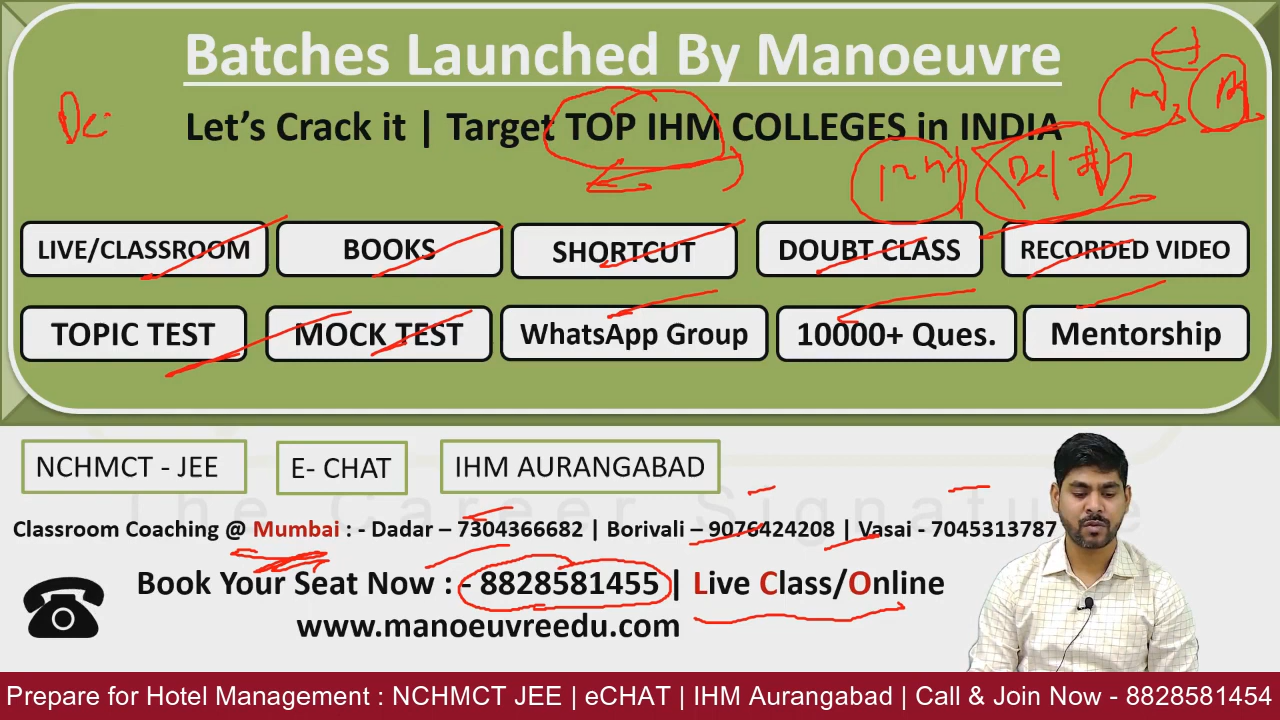 Batches Launched By Manoeuvre
Let's Crack it | Target TOP IHM COLLEGES in INDIA
LIVE/CLASSROOM BOOKS SHORTCUT DOUBT CLASS RECORDED VIDEO
TOPIC TEST MOCK TEST WhatsApp Group 10000+ Ques. Mentorship
NCHMCT - JEE E- CHAT IHM AURANGABAD
The Career Signature
Classroom Coaching @ Mumbai : - Dadar – 7304366682 | Borivali – 9076424208 | Vasai - 7045313787
Book Your Seat Now : - 8828581455 | Live Class/Online
www.manoeuvreedu.com
Prepare for Hotel Management : NCHMCT JEE | eCHAT | IHM Aurangabad | Call & Join Now - 8828581454